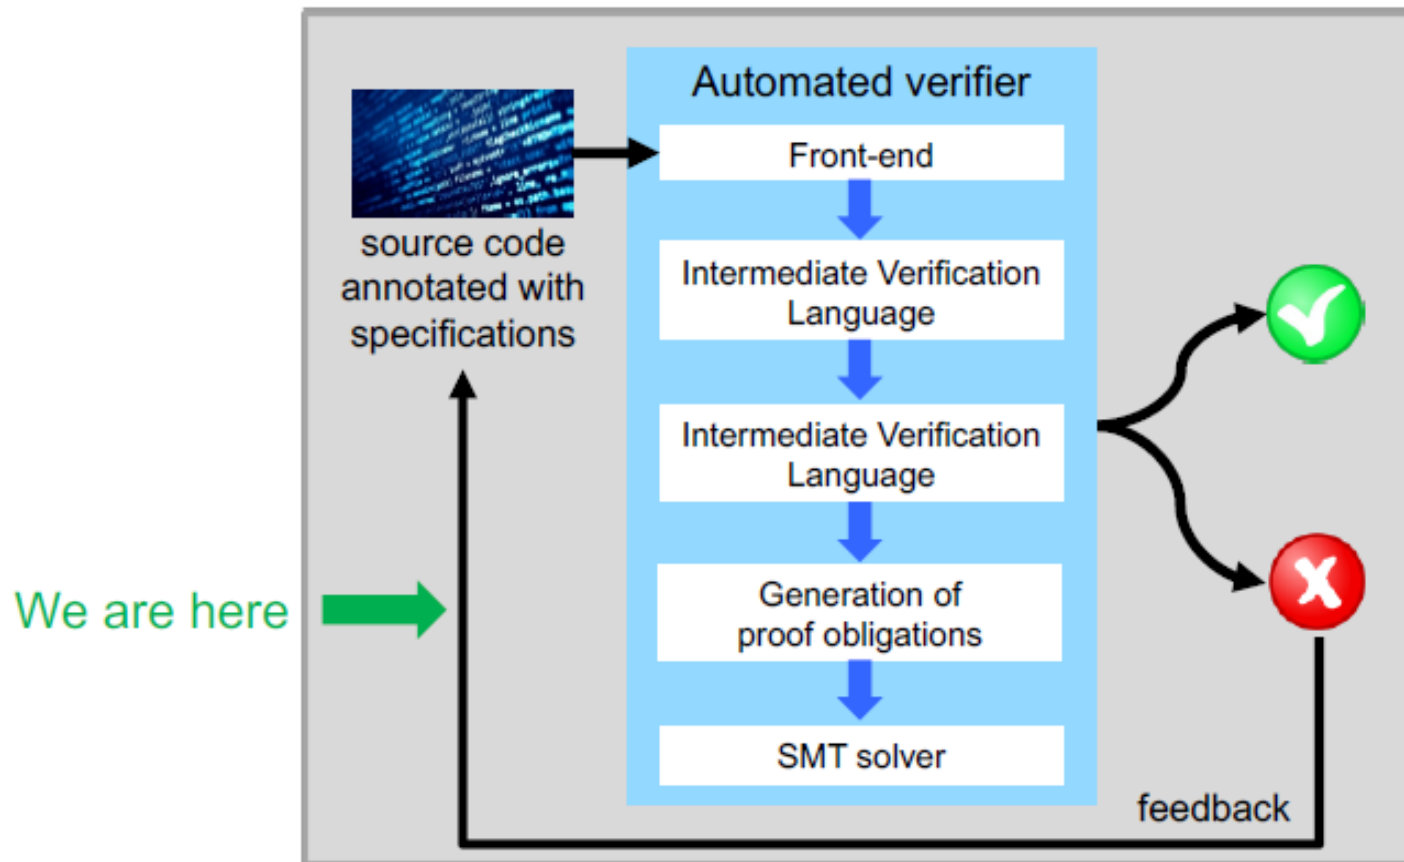 Automated verifier
Front-end
source code
annotated with
specifications
Intermediate Verification
Language
Intermediate Verification
Language
We are here
Generation of
proof obligations
SMT solver
feedback